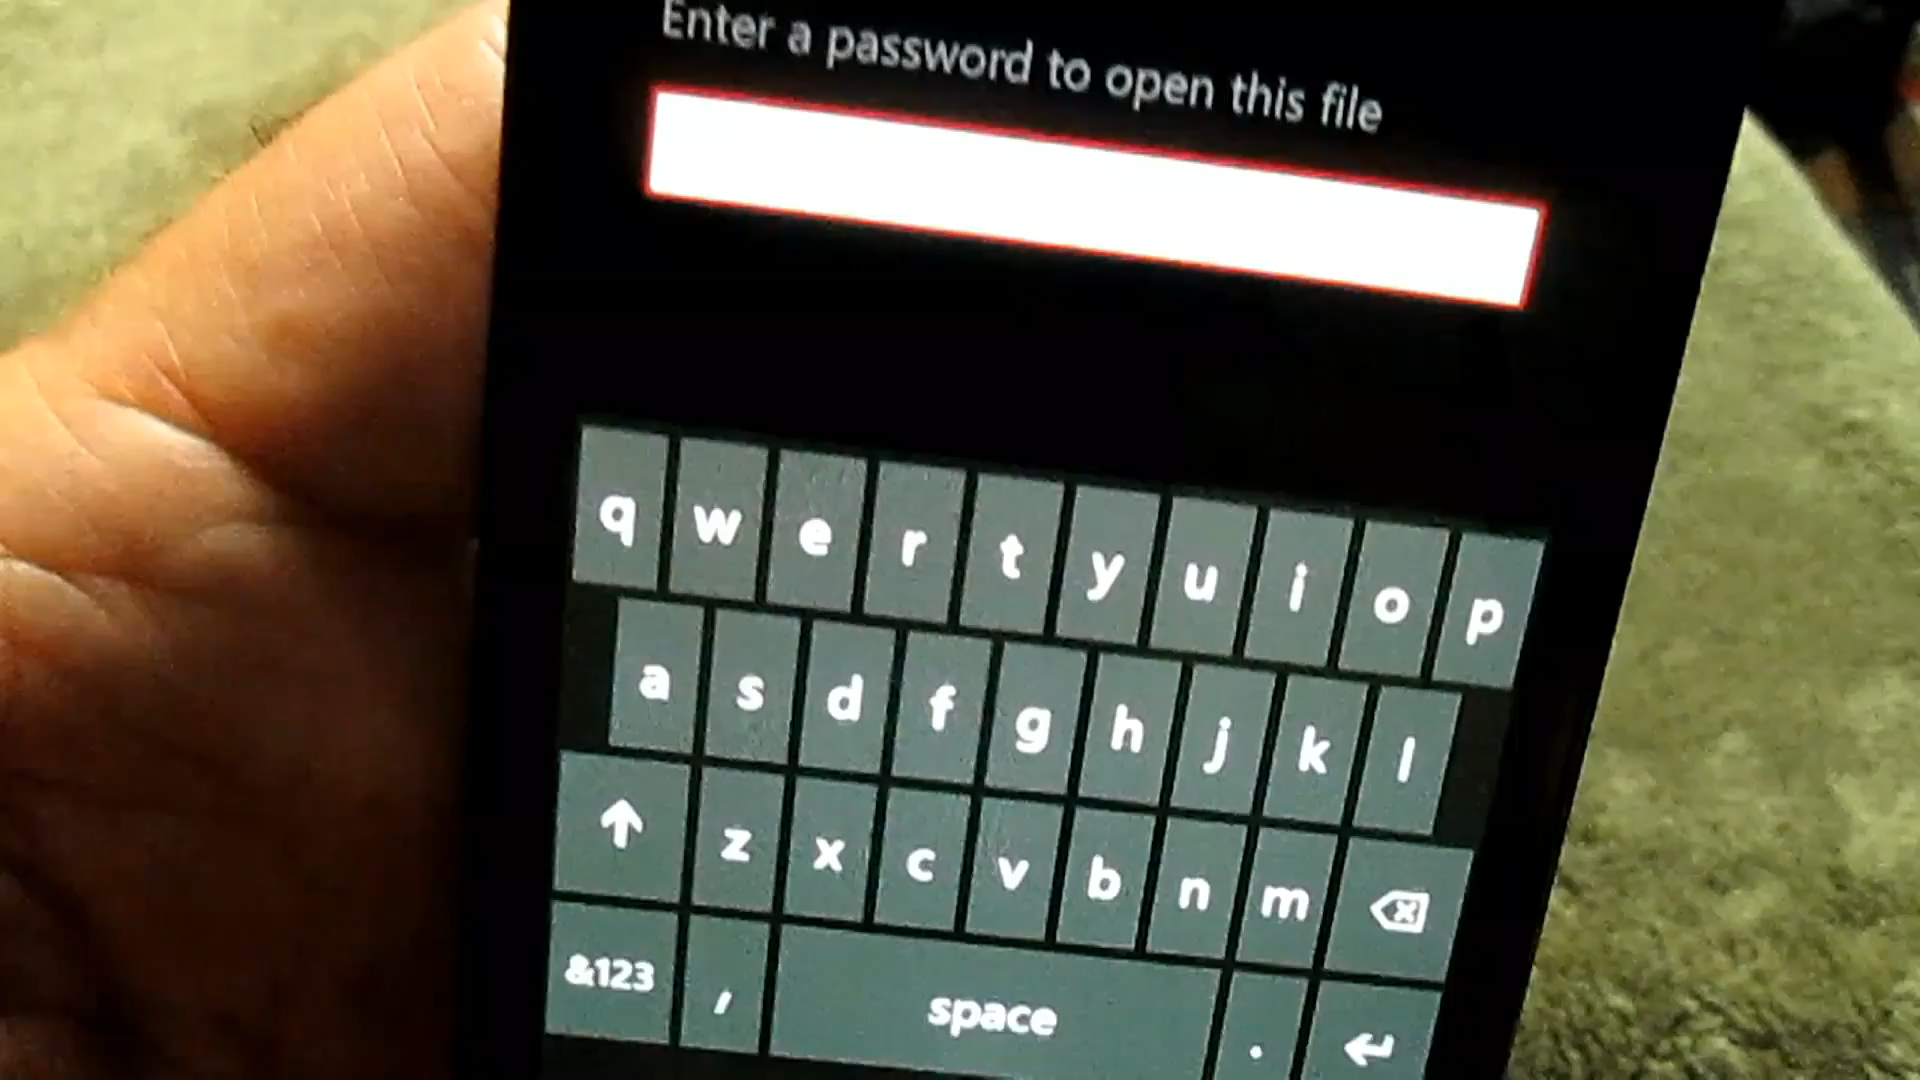 Enter a password to open this file
q w e r t y u i o p
a s d f g h j k l
z x c v b n m
&123 , space .